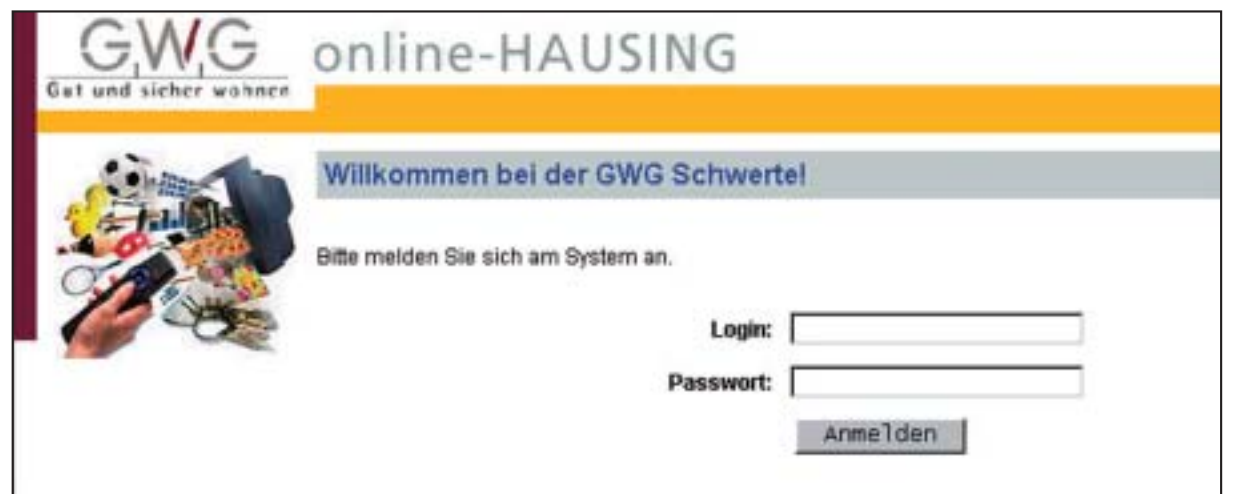 GWG
Gut und sicher wohnen
online-HAUSING
Willkommen bei der GWG Schwerte!
Bitte melden Sie sich am System an.
Login:
Passwort:
Anmelden